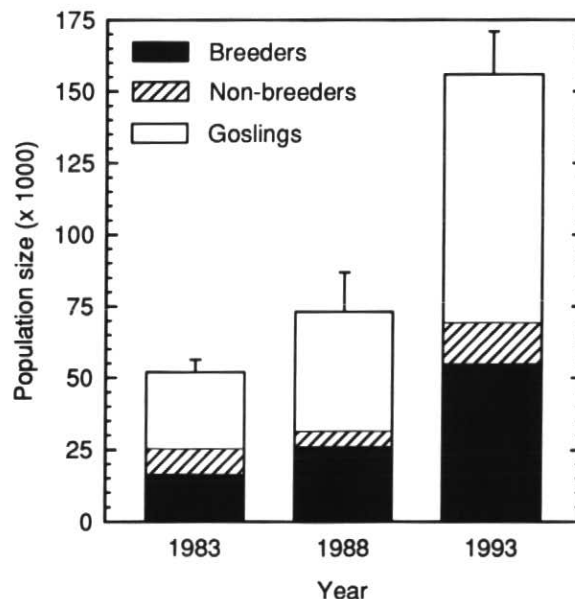 Population size (x 1000)
175
150
125
100
75
50
25
0
Breeders
Non-breeders
Goslings
1983 1988 1993
Year